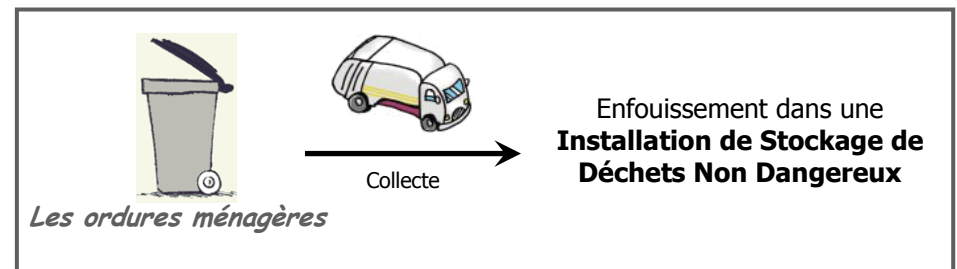 Les ordures ménagères
Collecte
Enfouissement dans une
Installation de Stockage de
Déchets Non Dangereux